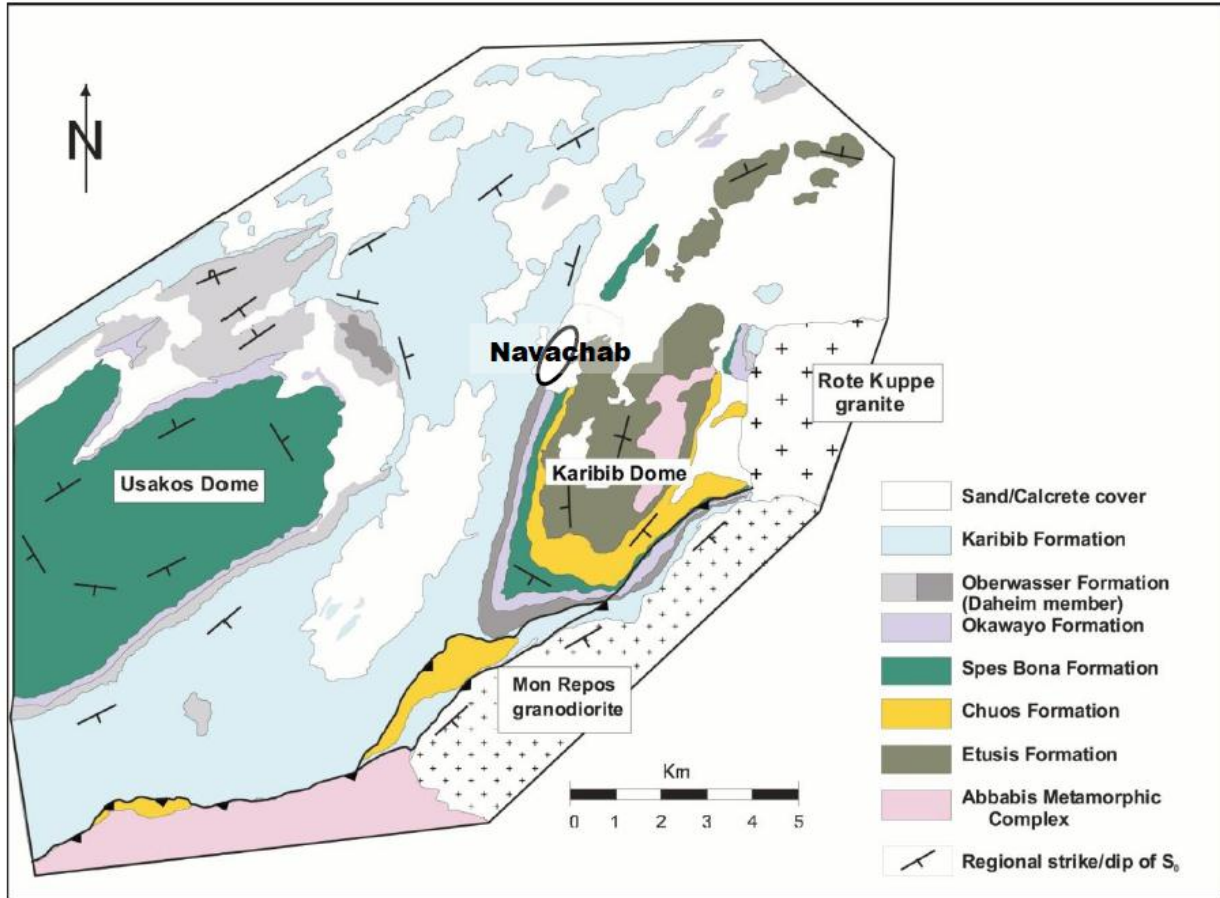 N
Navachab
Rote Kuppe
granite
Usakos Dome
Karibib Dome
Mon Repos
granodiorite
Km
0 1 2 3 4 5
Sand/Calcrete cover
Karibib Formation
Oberwasser Formation
(Daheim member)
Okawayo Formation
Spes Bona Formation
Chuos Formation
Etusis Formation
Abbabis Metamorphic
Complex
Regional strike/dip of S₀